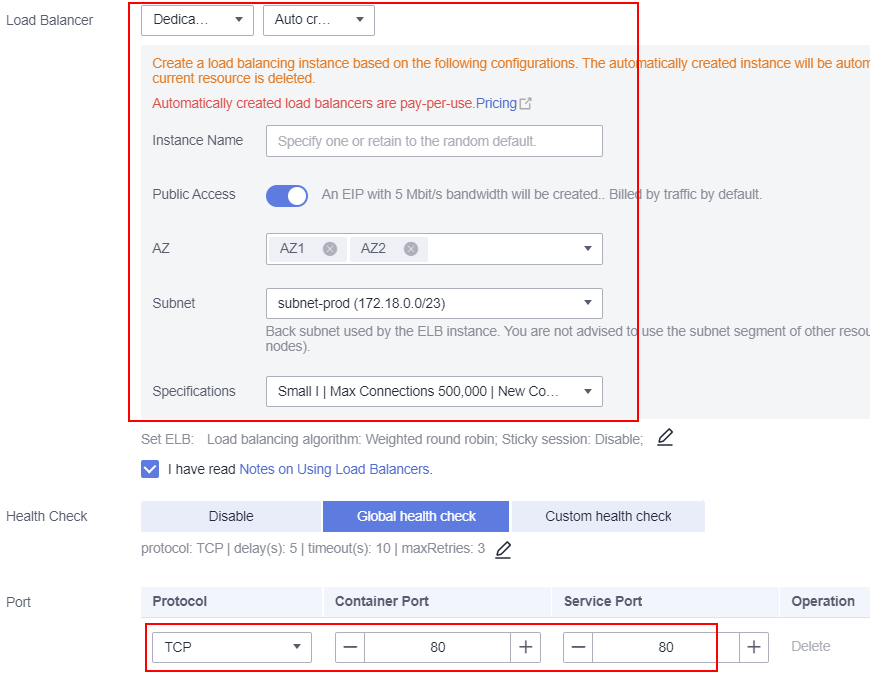 Load Balancer
Dedica...
Auto cr...
Create a load balancing instance based on the following configurations. The automatically created instance will be autom
current resource is deleted.
Automatically created load balancers are pay-per-use.Pricing
Instance Name
Specify one or retain to the random default.
Public Access
An EIP with 5 Mbit/s bandwidth will be created.. Billed by traffic by default.
AZ
AZ1
AZ2
Subnet
subnet-prod (172.18.0.0/23)
Back subnet used by the ELB instance. You are not advised to use the subnet segment of other resou
nodes).
Specifications
Small I | Max Connections 500,000 | New Co...
Set ELB: Load balancing algorithm: Weighted round robin; Sticky session: Disable;
I have read Notes on Using Load Balancers.
Health Check
Disable
Global health check
Custom health check
protocol: TCP | delay(s): 5 | timeout(s): 10 | maxRetries: 3
Port
Protocol
Container Port
Service Port
Operation
TCP
80
80
Delete